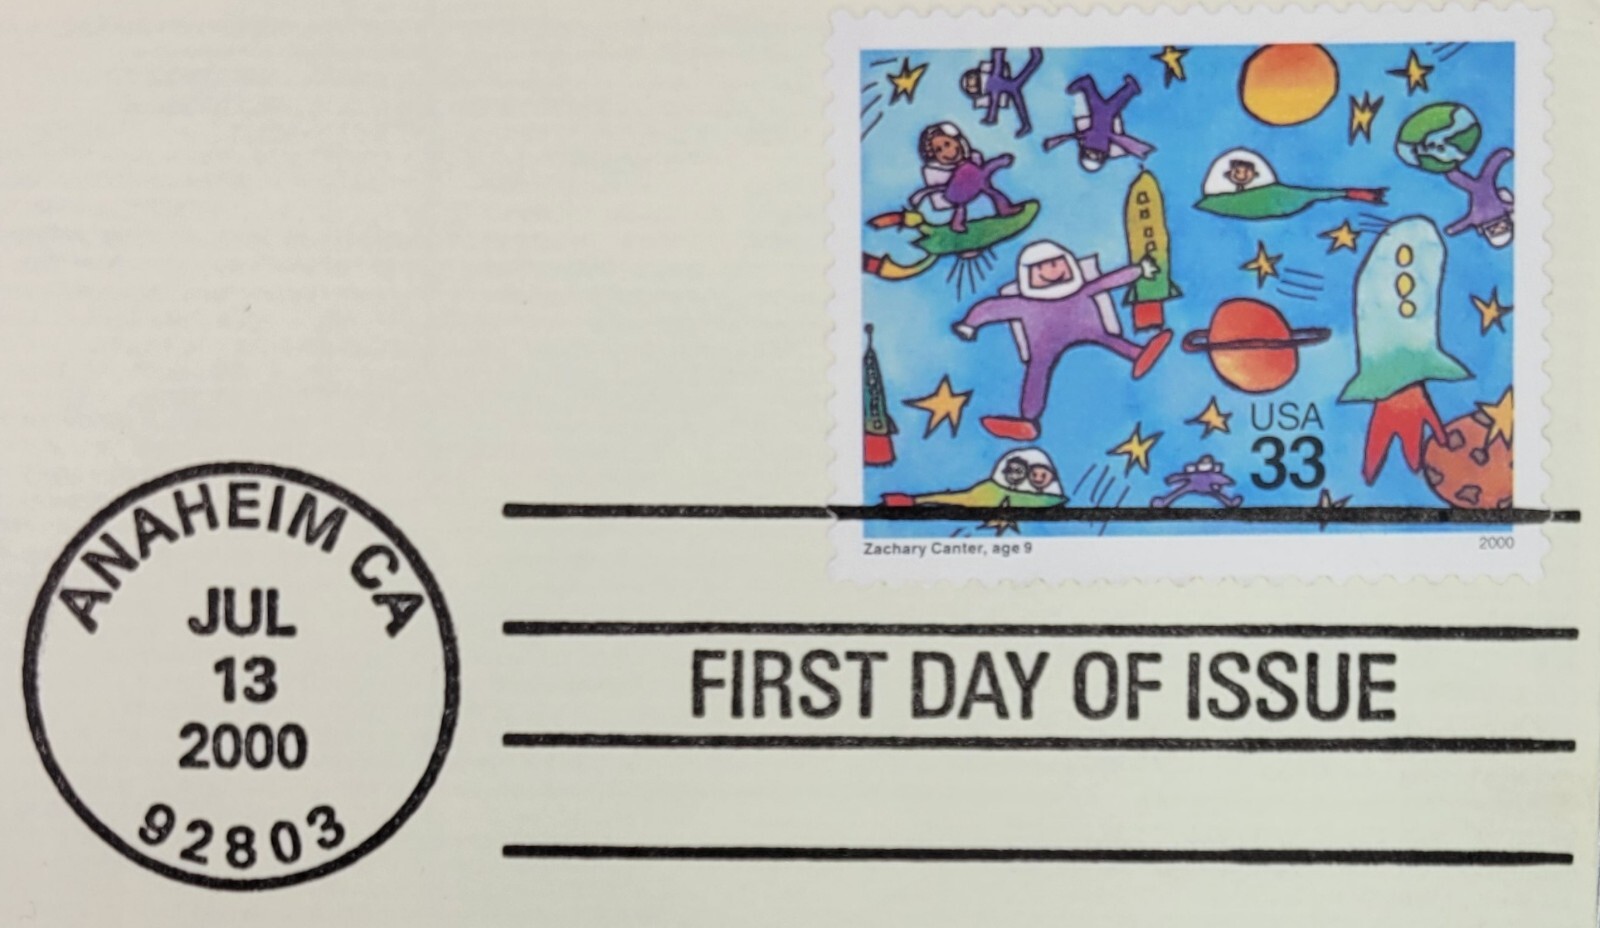 USA
33
Zachary Canter, age 9
2000
ANAHEIM CA
JUL
13
2000
92803
FIRST DAY OF ISSUE